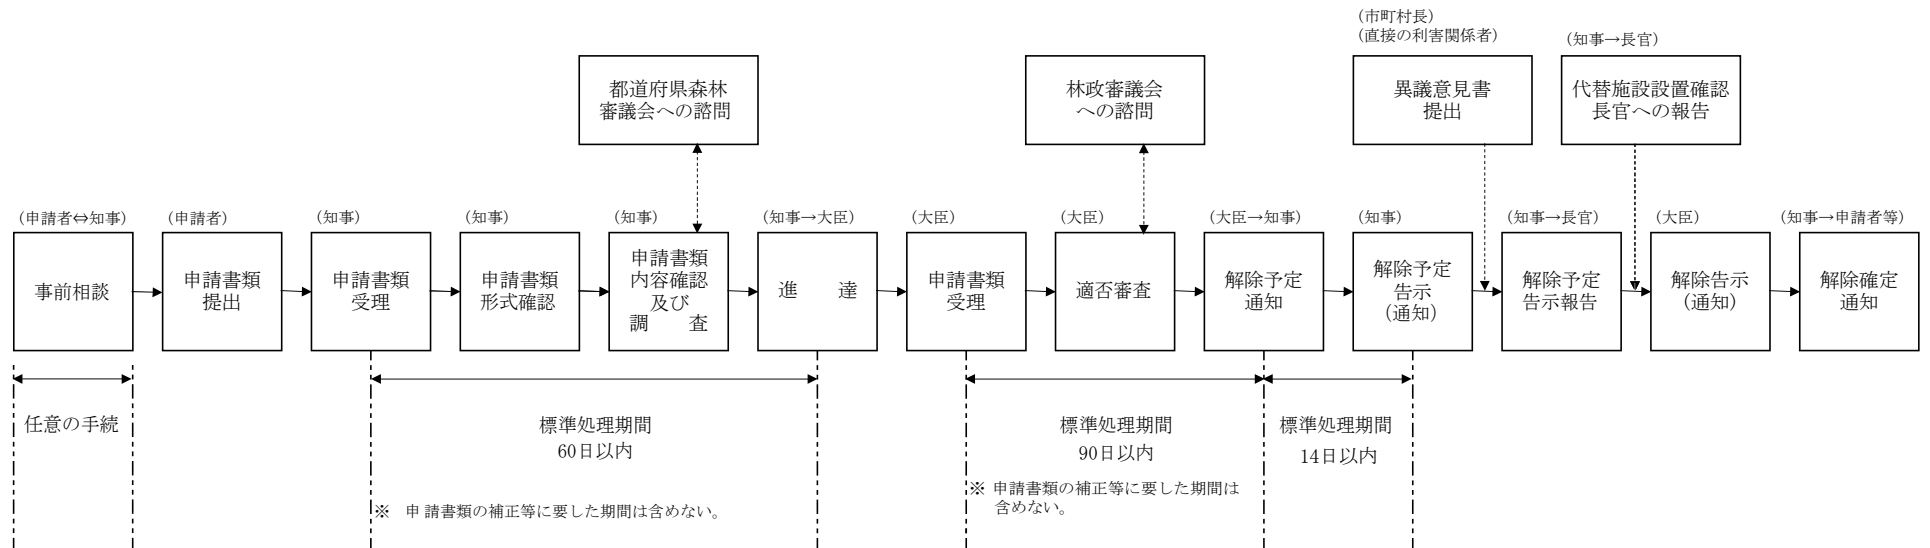 （市町村長）
（直接の利害関係者）
（知事→長官）
都道府県森林
審議会への諮問
林政審議会
への諮問
異議意見書
提出
代替施設設置確認
長官への報告
（申請者⇔知事）
（申請者）
（知事）
（知事）
（知事）
（知事→大臣）
（大臣）
（大臣）
（大臣→知事）
（知事）
（知事→長官）
（大臣）
（知事→申請者等）
事前相談
申請書類
提出
申請書類
受理
申請書類
形式確認
申請書類
内容確認
及び
調　査
進　達
申請書類
受理
適否審査
解除予定
通知
解除予定
告示
（通知）
解除予定
告示報告
解除告示
（通知）
解除確定
通知
任意の手続
標準処理期間
60日以内
※　申請書類の補正等に要した期間は含めない。
標準処理期間
90日以内
※ 申請書類の補正等に要した期間は
含めない。
標準処理期間
14日以内